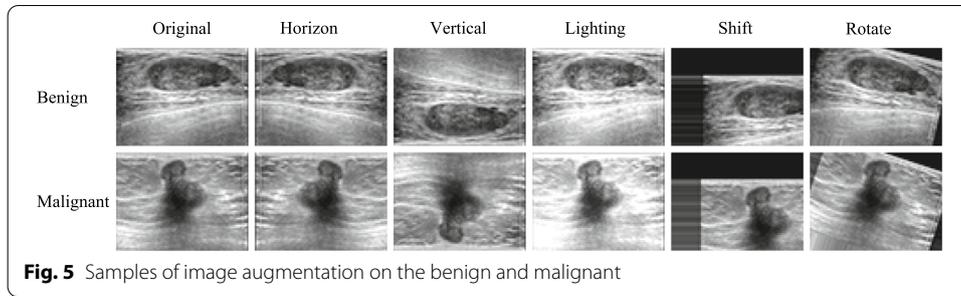 Original Horizon Vertical Lighting Shift Rotate
Benign
Malignant
Fig. 5 Samples of image augmentation on the benign and malignant